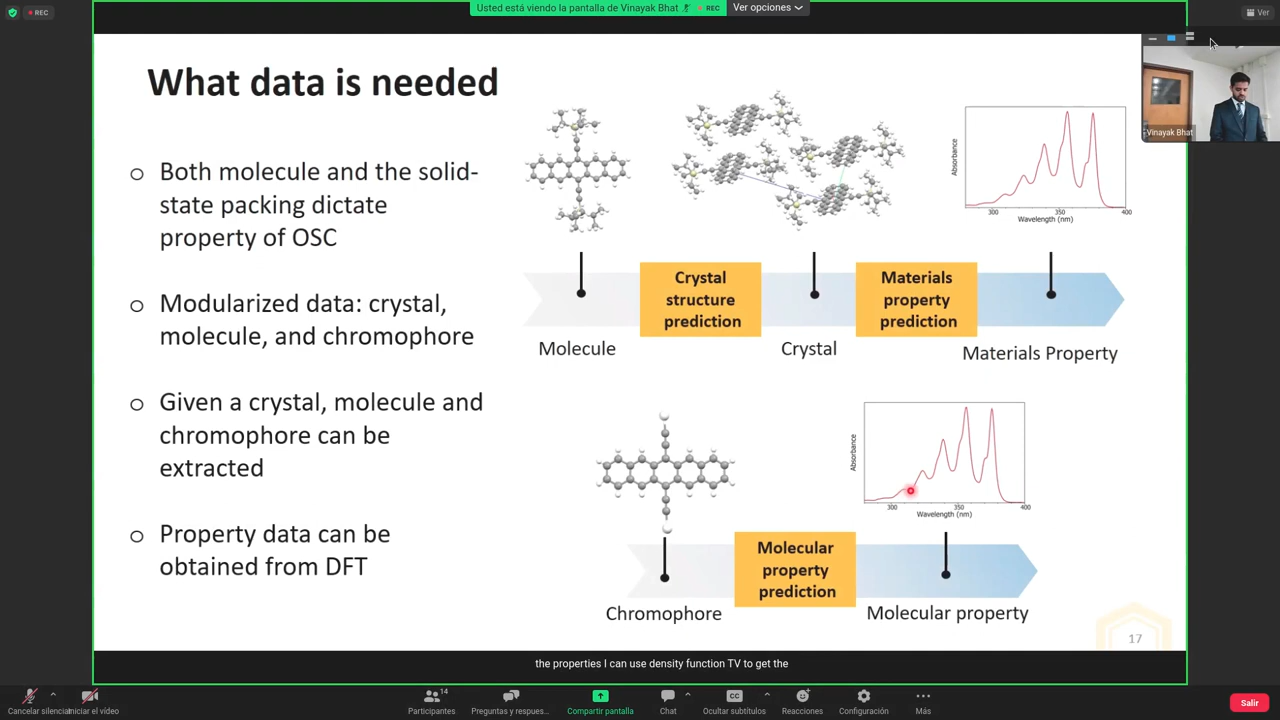 REC
Usted está viendo la pantalla de Vinayak Bhat
REC
Ver opciones
Ver
What data is needed
Vinayak Bhat
o Both molecule and the solid-
state packing dictate
property of OSC
o Modularized data: crystal,
molecule, and chromophore
o Given a crystal, molecule and
chromophore can be
extracted
o Property data can be
obtained from DFT
Absorbance
300 350 400
Wavelength (nm)
Crystal
structure
prediction
Materials
property
prediction
Molecule
Crystal
Materials Property
Absorbance
300 350 400
Wavelength (nm)
Molecular
property
prediction
Chromophore
Molecular property
17
the properties I can use density function TV to get the
Cancelar silenciar
Iniciar el vídeo
14
Participantes
Preguntas y respues...
Compartir pantalla
Chat
CC
Ocultar subtítulos
Reacciones
Configuración
Más
Salir